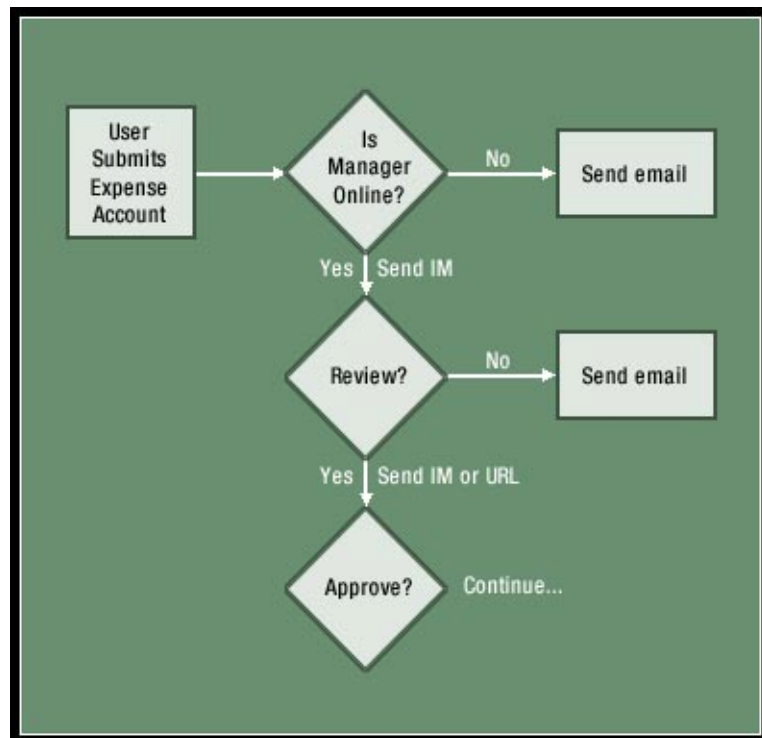 User
Submits
Expense
Account
Is
Manager
Online?
No
Send email
Yes Send IM
Review?
No
Send email
Yes Send IM or URL
Approve?
Continue...